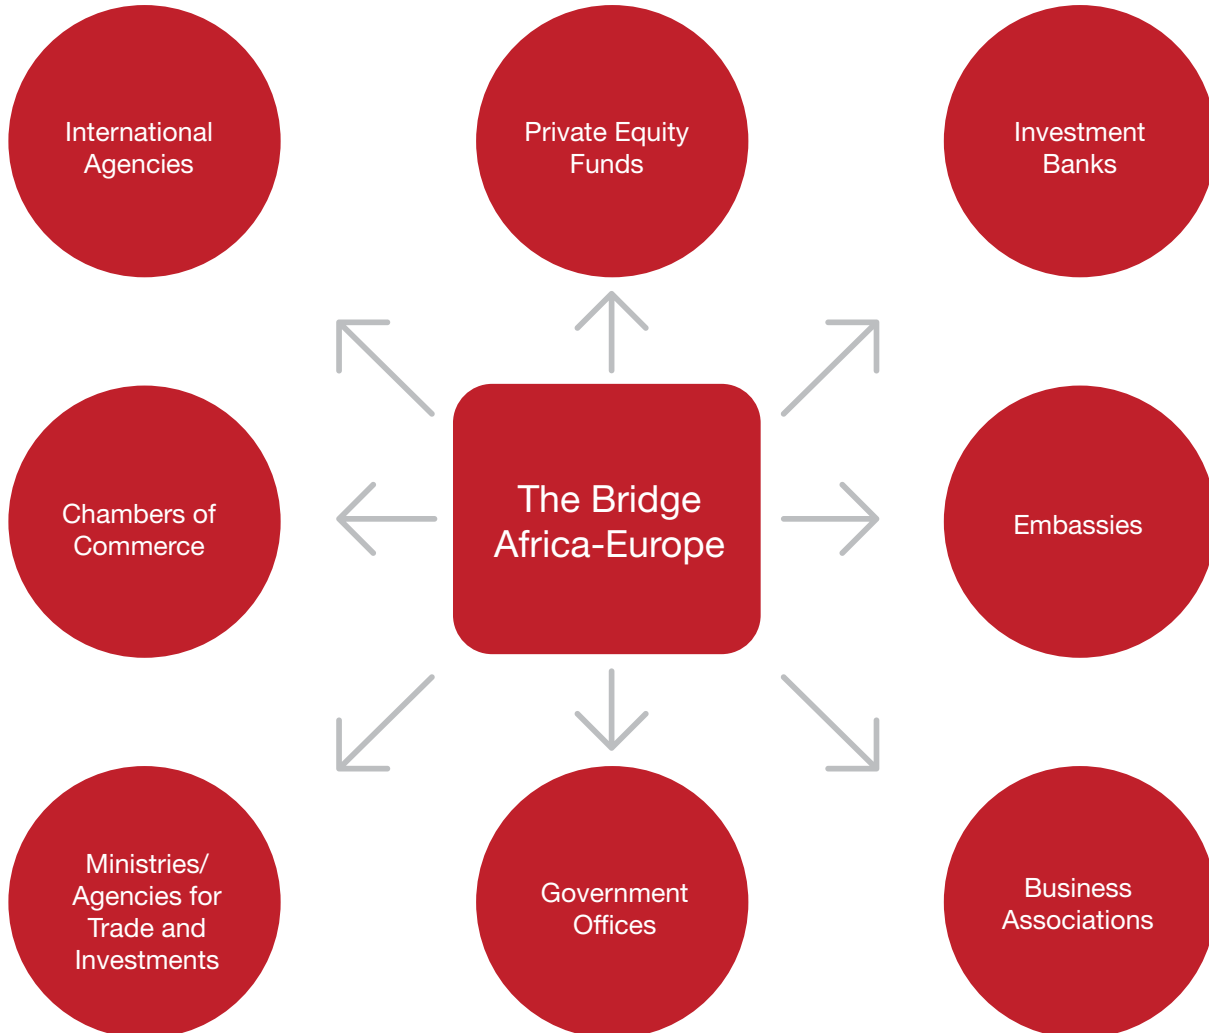 International
Agencies
Private Equity
Funds
Investment
Banks
Chambers of
Commerce
The Bridge
Africa-Europe
Embassies
Ministries/
Agencies for
Trade and
Investments
Government
Offices
Business
Associations